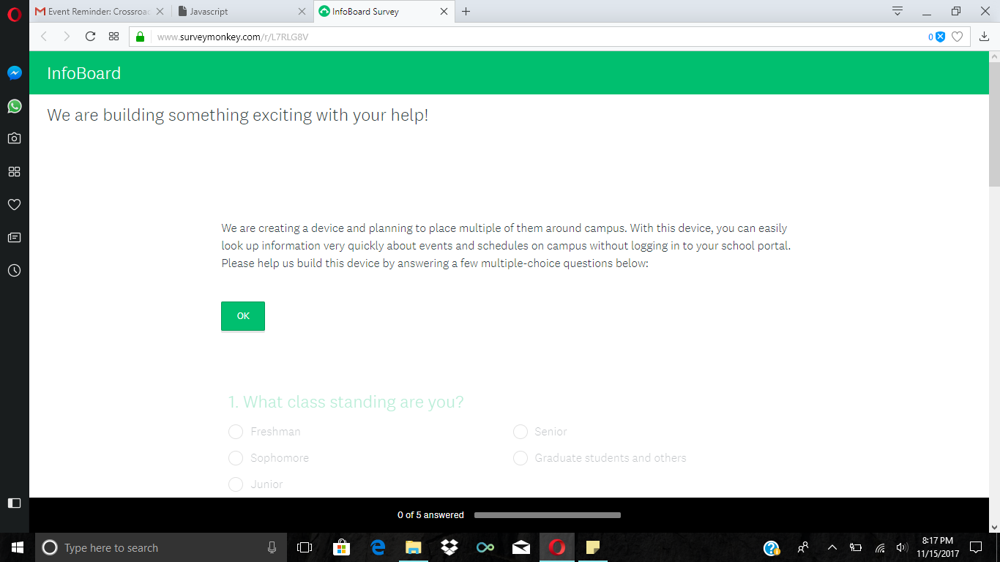 Event Reminder: Crossroad
Javascript
InfoBoard Survey
www.surveymonkey.com/r/L7RLG8V
0
InfoBoard
We are building something exciting with your help!
We are creating a device and planning to place multiple of them around campus. With this device, you can easily
look up information very quickly about events and schedules on campus without logging in to your school portal.
Please help us build this device by answering a few multiple-choice questions below:
OK
1. What class standing are you?
Freshman
Senior
Sophomore
Graduate students and others
Junior
0 of 5 answered
Type here to search
8:17 PM
11/15/2017